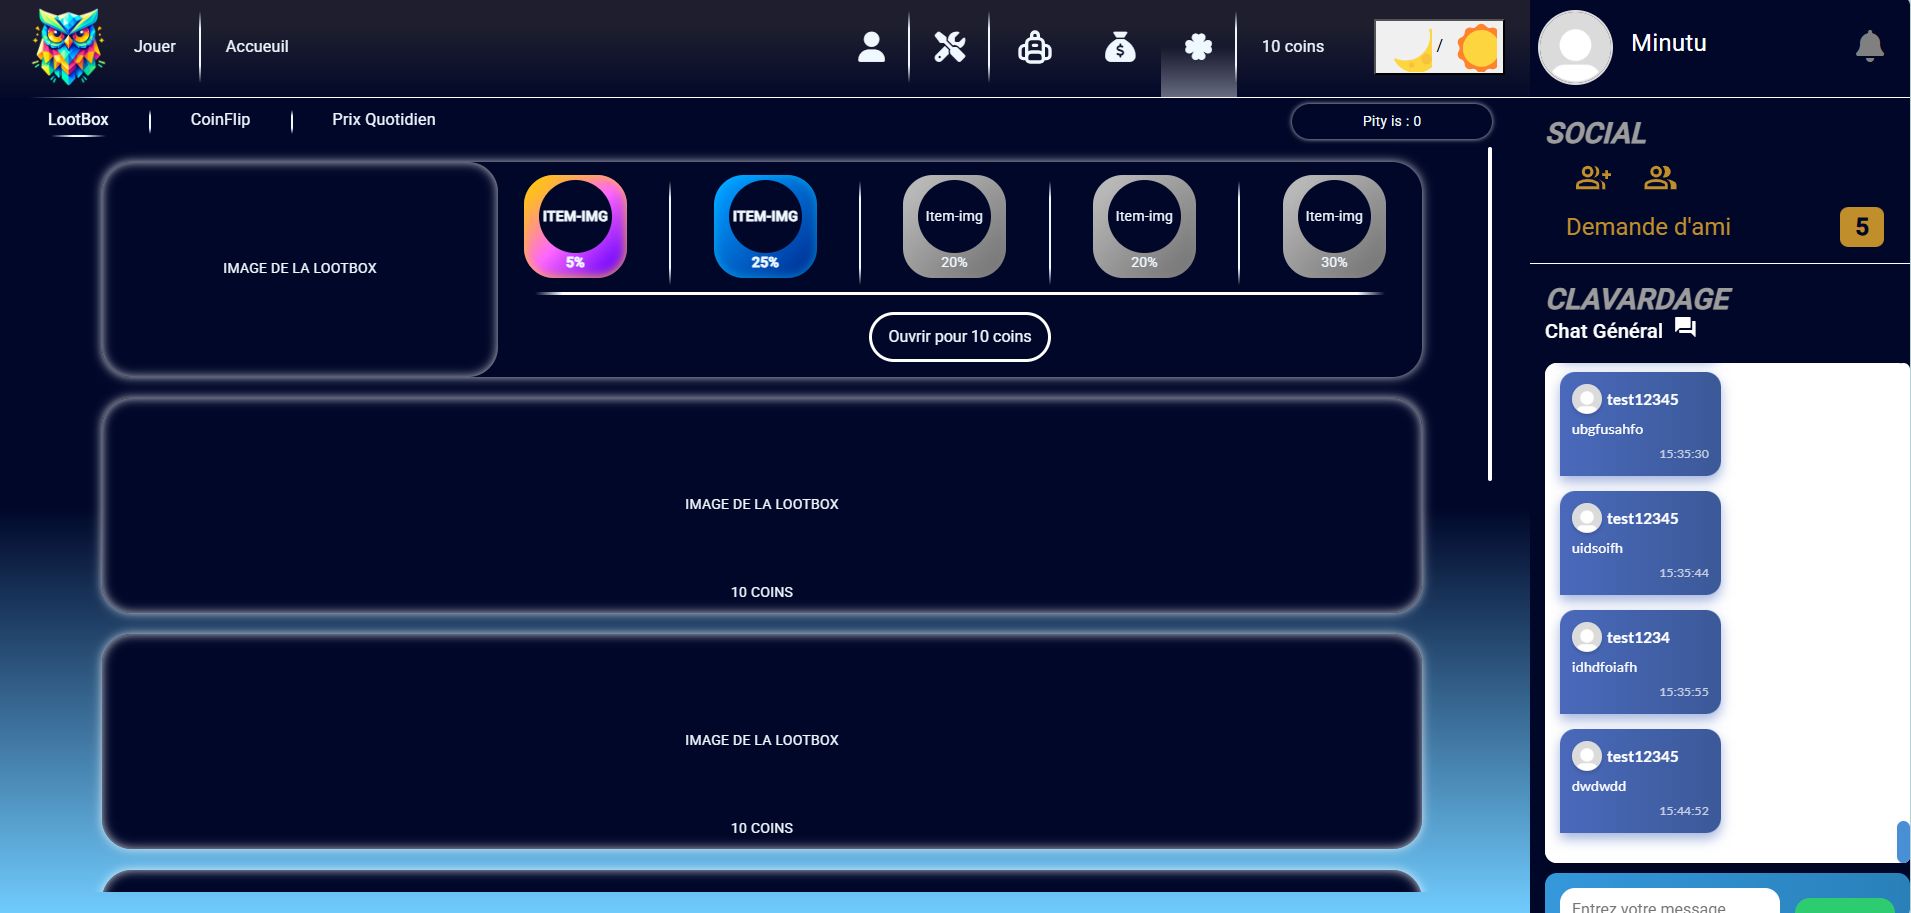 Jouer
Accueuil
$
10 coins
/
Minutu
LootBox
CoinFlip
Prix Quotidien
Pity is : 0
IMAGE DE LA LOOTBOX
ITEM-IMG
5%
ITEM-IMG
25%
Item-img
20%
Item-img
20%
Item-img
30%
Ouvrir pour 10 coins
IMAGE DE LA LOOTBOX
10 COINS
IMAGE DE LA LOOTBOX
10 COINS
SOCIAL
Demande d'ami
5
CLAVARDAGE
Chat Général
test12345
ubgfusahfo
15:35:30
test12345
uidsoifh
15:35:44
test1234
idhdfoiafh
15:35:55
test12345
dwdwdd
15:44:52
Entrez votre message